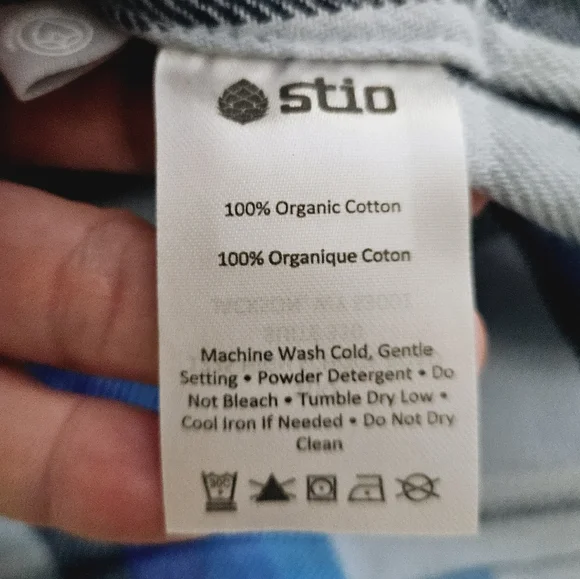 stio
100% Organic Cotton
100% Organique Coton
Machine Wash Cold, Gentle
Setting • Powder Detergent • Do
Not Bleach • Tumble Dry Low •
Cool Iron If Needed • Do Not Dry
Clean